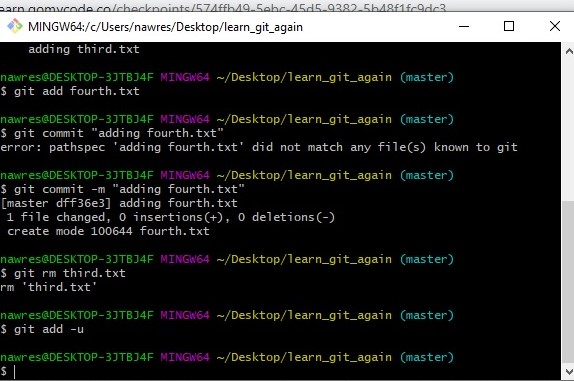 earn.gomycode.co/checkpoints/574ffb49-5ebc-45d5-9382-5b48f1fc9dc3
MINGW64:/c/Users/nawres/Desktop/learn_git_again
adding third.txt
nawres@DESKTOP-3JTBJ4F MINGW64 ~/Desktop/learn_git_again (master)
$ git add fourth.txt
nawres@DESKTOP-3JTBJ4F MINGW64 ~/Desktop/learn_git_again (master)
$ git commit "adding fourth.txt"
error: pathspec 'adding fourth.txt' did not match any file(s) known to git
nawres@DESKTOP-3JTBJ4F MINGW64 ~/Desktop/learn_git_again (master)
$ git commit -m "adding fourth.txt"
[master dff36e3] adding fourth.txt
1 file changed, 0 insertions(+), 0 deletions(-)
create mode 100644 fourth.txt
nawres@DESKTOP-3JTBJ4F MINGW64 ~/Desktop/learn_git_again (master)
$ git rm third.txt
rm 'third.txt'
nawres@DESKTOP-3JTBJ4F MINGW64 ~/Desktop/learn_git_again (master)
$ git add -u
nawres@DESKTOP-3JTBJ4F MINGW64 ~/Desktop/learn_git_again (master)
$